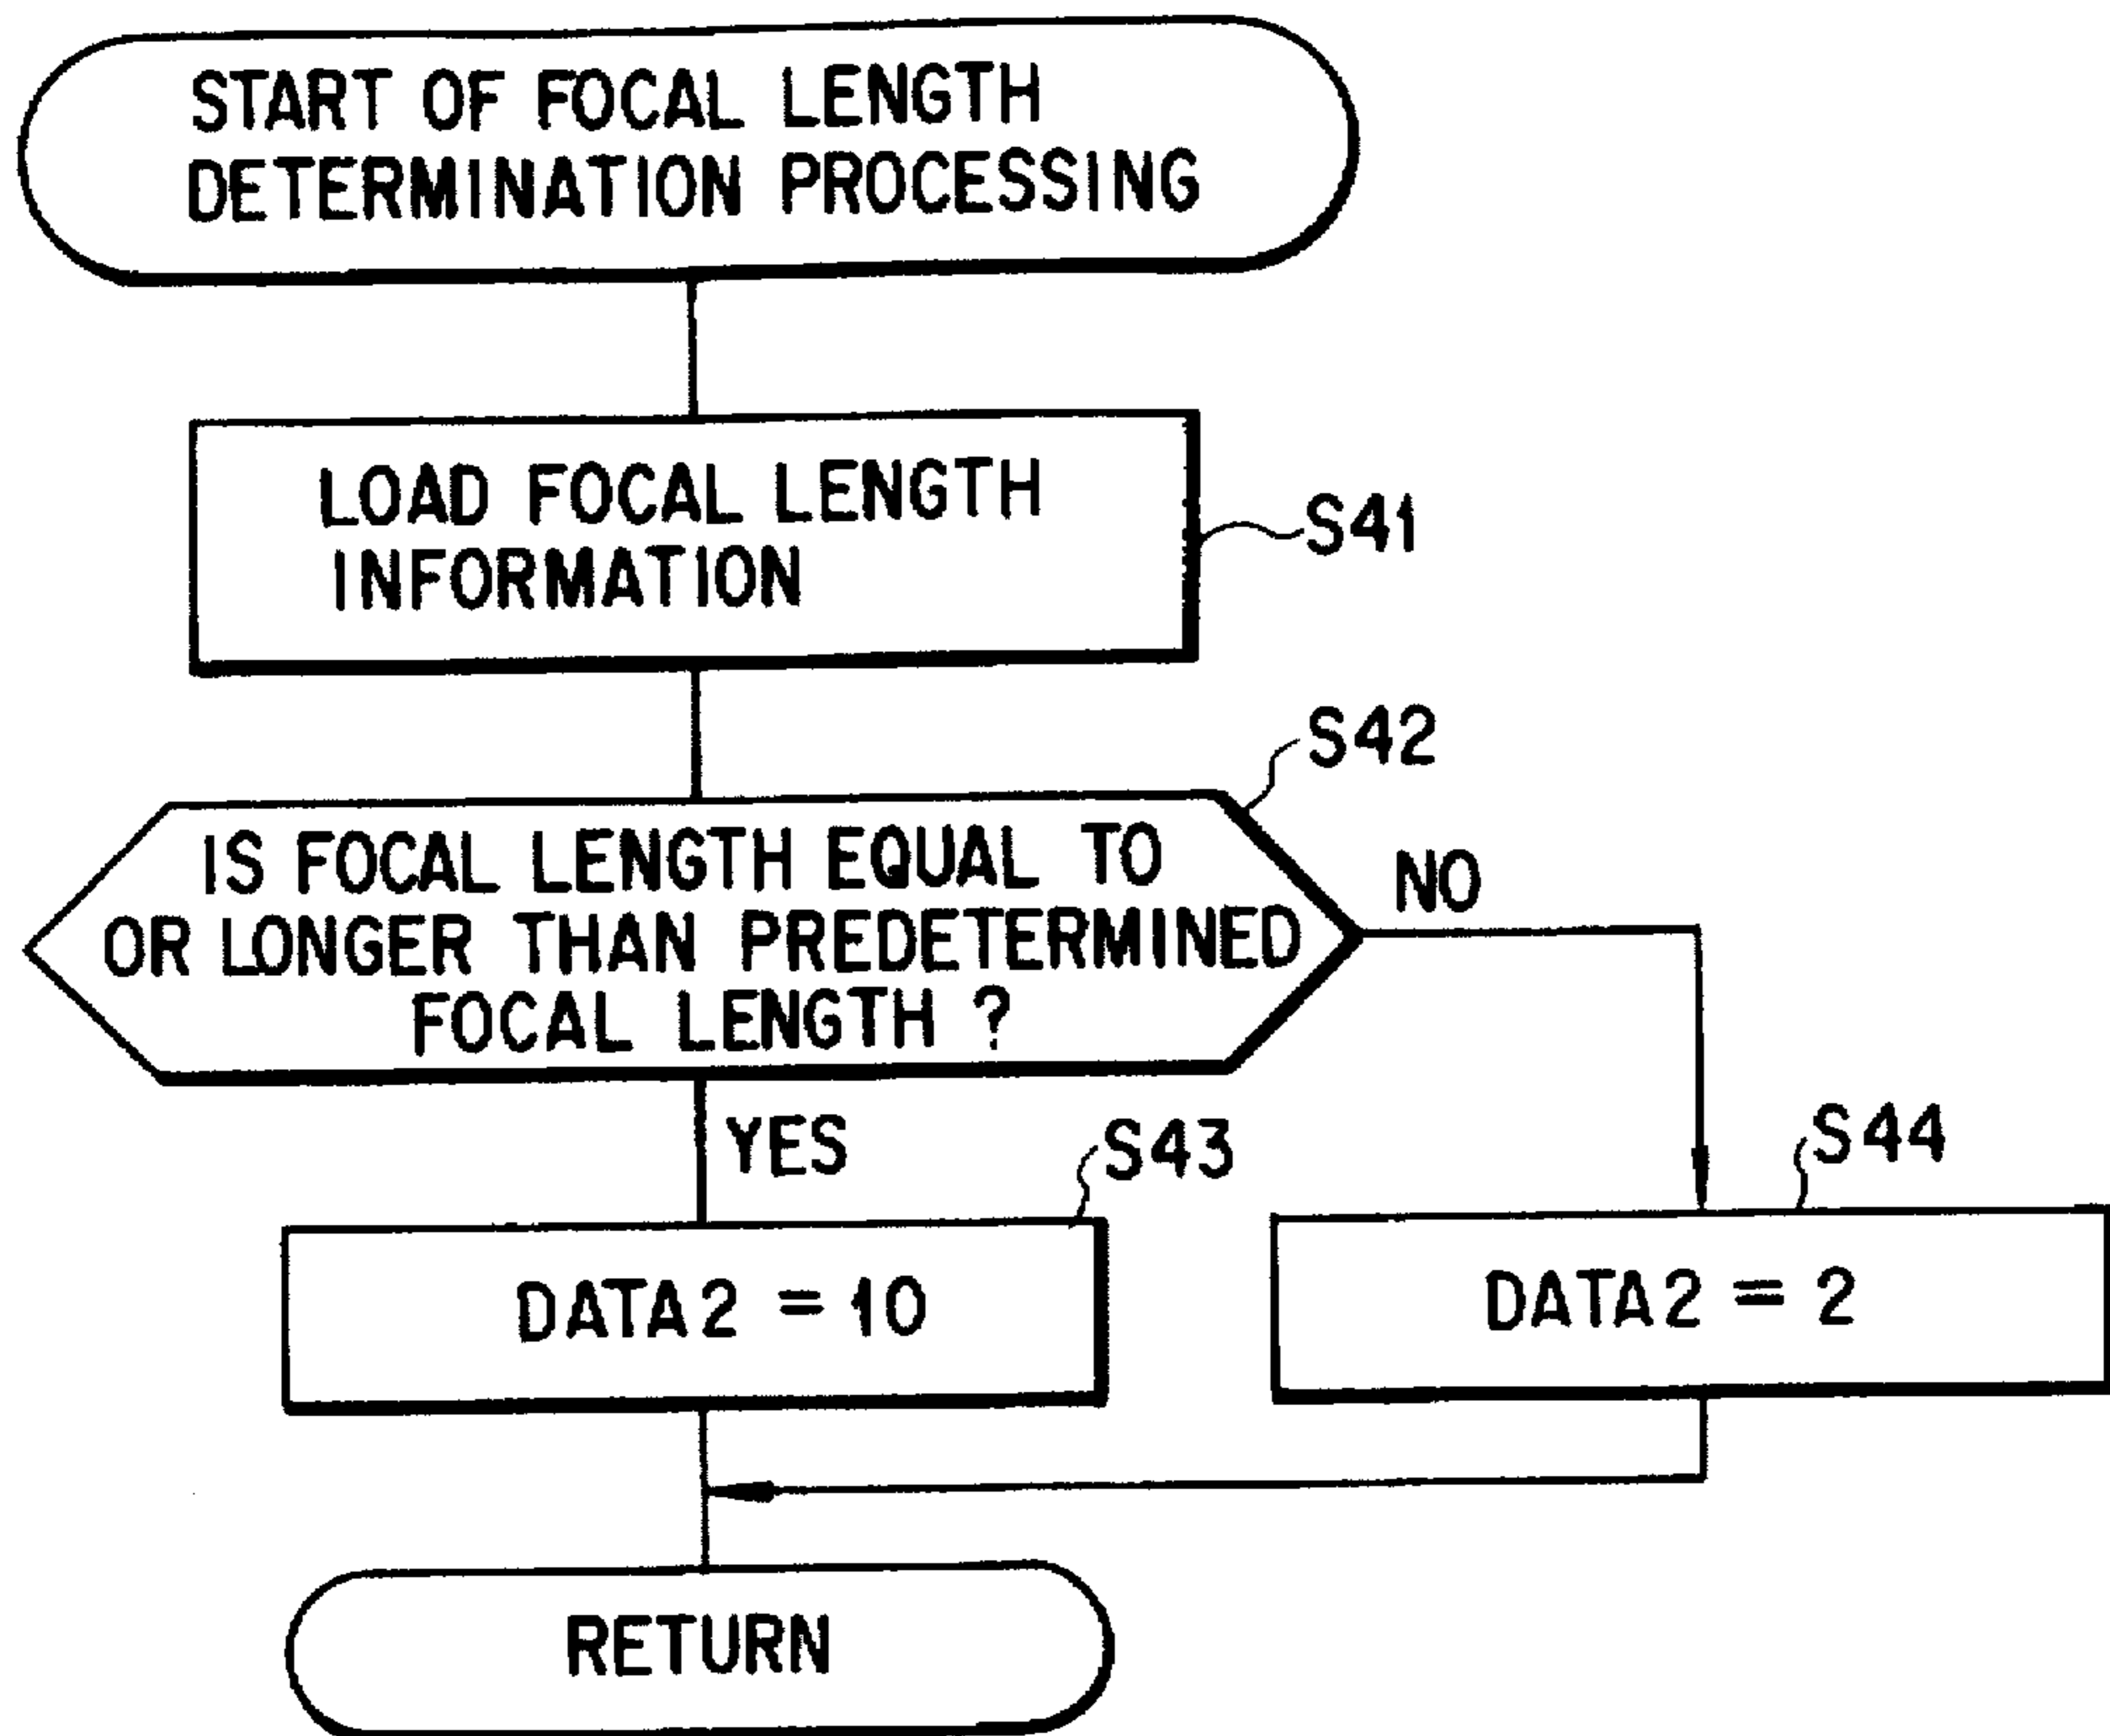 START OF FOCAL LENGTH
DETERMINATION PROCESSING
LOAD FOCAL LENGTH
INFORMATION
S41
S42
IS FOCAL LENGTH EQUAL TO
OR LONGER THAN PREDETERMINED
FOCAL LENGTH ?
NO
YES
S43
S44
DATA2 = 10
DATA2 = 2
RETURN